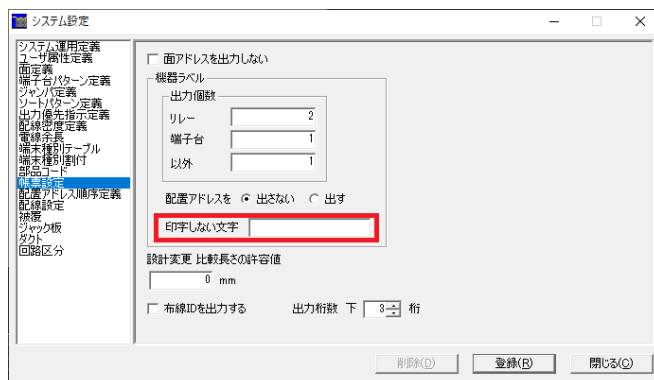 システム設定
システム運用定義
ユーザ属性定義
面定義
端子台パターン定義
ジャンパ定義
ソートパターン定義
出力優先指示定義
配線密度定義
電線余長
端末種別テーブル
端末種別割付
部品コード
帳票設定
配置アドレス順序定義
配線設定
被覆
ジャック板
ダクト
回路区分
面アドレスを出力しない
機器ラベル
出力個数
リレー 2
端子台 1
以外 1
配置アドレスを 出さない 出す
印字しない文字
設計変更 比較長さの許容値
0 mm
布線IDを出力する 出力桁数 下 3 桁
削除(D) 登録(R) 閉じる(C)